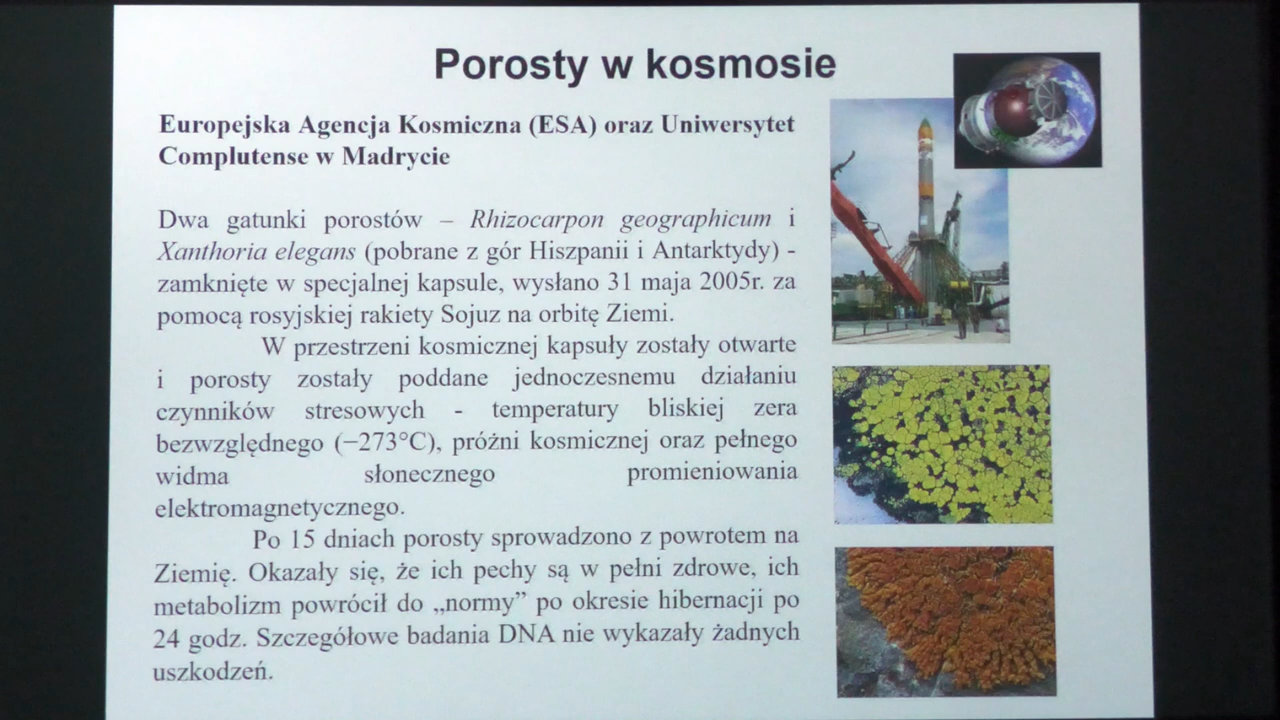 Porosty w kosmosie
Europejska Agencja Kosmiczna (ESA) oraz Uniwersytet
Complutense w Madrycie
Dwa gatunki porostów – Rhizocarpon geographicum i
Xanthoria elegans (pobrane z gór Hiszpanii i Antarktydy) -
zamknięte w specjalnej kapsule, wysłano 31 maja 2005r. za
pomocą rosyjskiej rakiety Sojuz na orbitę Ziemi.
W przestrzeni kosmicznej kapsuły zostały otwarte
i porosty zostały poddane jednoczesnemu działaniu
czynników stresowych - temperatury bliskiej zera
bezwzględnego (−273°C), próżni kosmicznej oraz pełnego
widma słonecznego promieniowania
elektromagnetycznego.
Po 15 dniach porosty sprowadzono z powrotem na
Ziemię. Okazały się, że ich pechy są w pełni zdrowe, ich
metabolizm powrócił do „normy” po okresie hibernacji po
24 godz. Szczegółowe badania DNA nie wykazały żadnych
uszkodzeń.